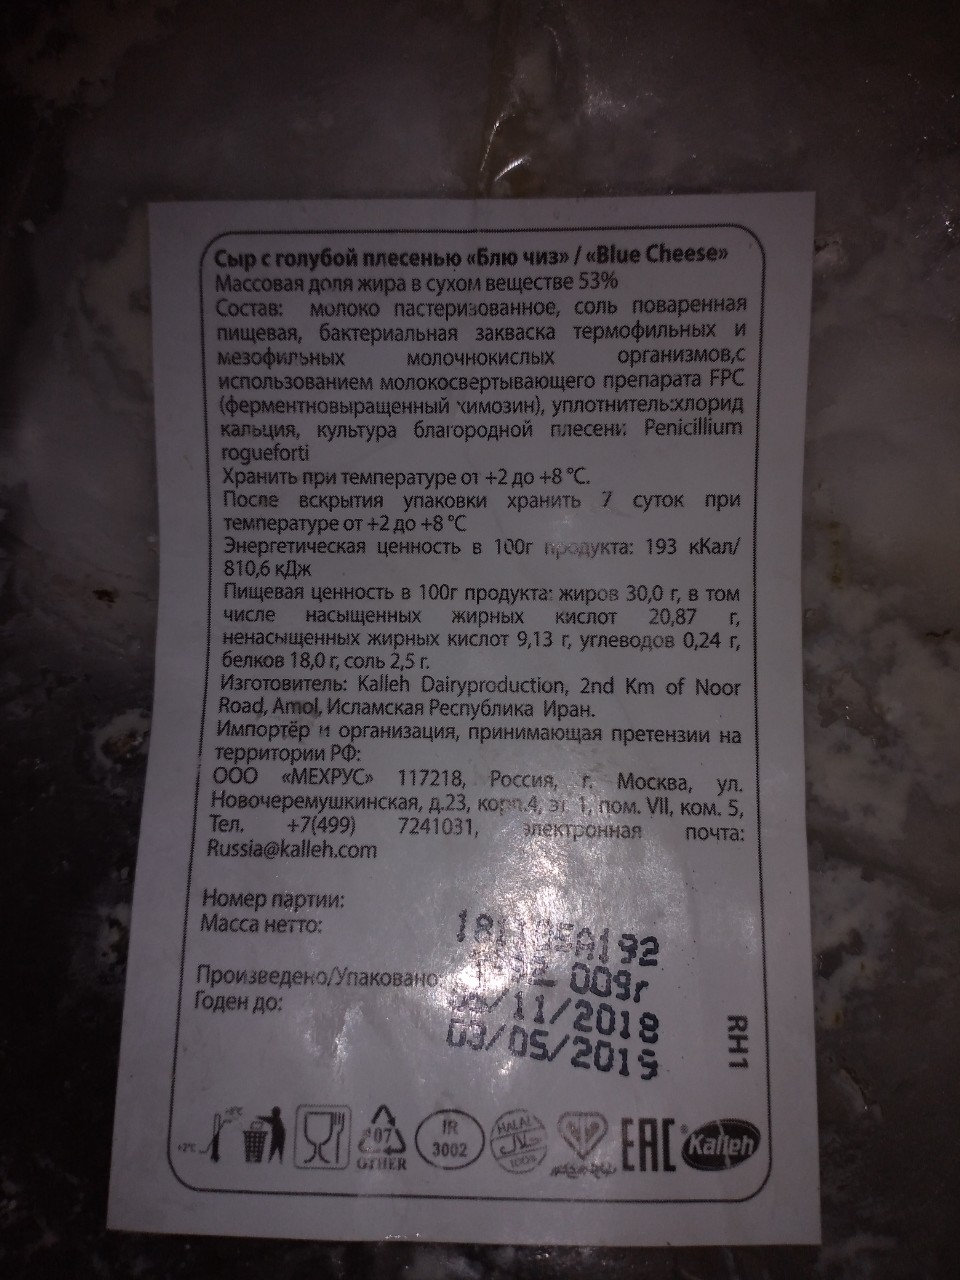 Сыр с голубой плесенью «Блю чиз» / «Blue Cheese»
Массовая доля жира в сухом веществе 53%
Состав: молоко пастеризованное, соль поваренная
пищевая, бактериальная закваска термофильных и
мезофильных молочнокислых организмов,с
использованием молокосвертывающего препарата FPC
(ферментновыращенный химозин), уплотнитель:хлорид
кальция, культура благородной плесени: Penicillium
rogueforti
Хранить при температуре от +2 до +8 °C.
После вскрытия упаковки хранить 7 суток при
температуре от +2 до +8 °C
Энергетическая ценность в 100г продукта: 193 кКал/
810,6 кДж
Пищевая ценность в 100г продукта: жиров 30,0 г, в том
числе насыщенных жирных кислот 20,87 г,
ненасыщенных жирных кислот 9,13 г, углеводов 0,24 г,
белков 18,0 г, соль 2,5 г.
Изготовитель: Kalleh Dairyproduction, 2nd Km of Noor
Road, Amol, Исламская Республика Иран.
Импортёр и организация, принимающая претензии на
территории РФ:
ООО «МЕХРУС» 117218, Россия, г. Москва, ул.
Новочеремушкинская, д.23, корп.4, эт 1, пом. VII, ком. 5,
Тел. +7(499) 7241031, электронная почта:
Russia@kalleh.com
Номер партии:
Масса нетто: 009г
Произведено/Упаковано: /11/2018
Годен до: 03/05/2019
RH1
+2°C +8°C
07
OTHER
IR
3002
HALAL
100%
EAC
Kalleh